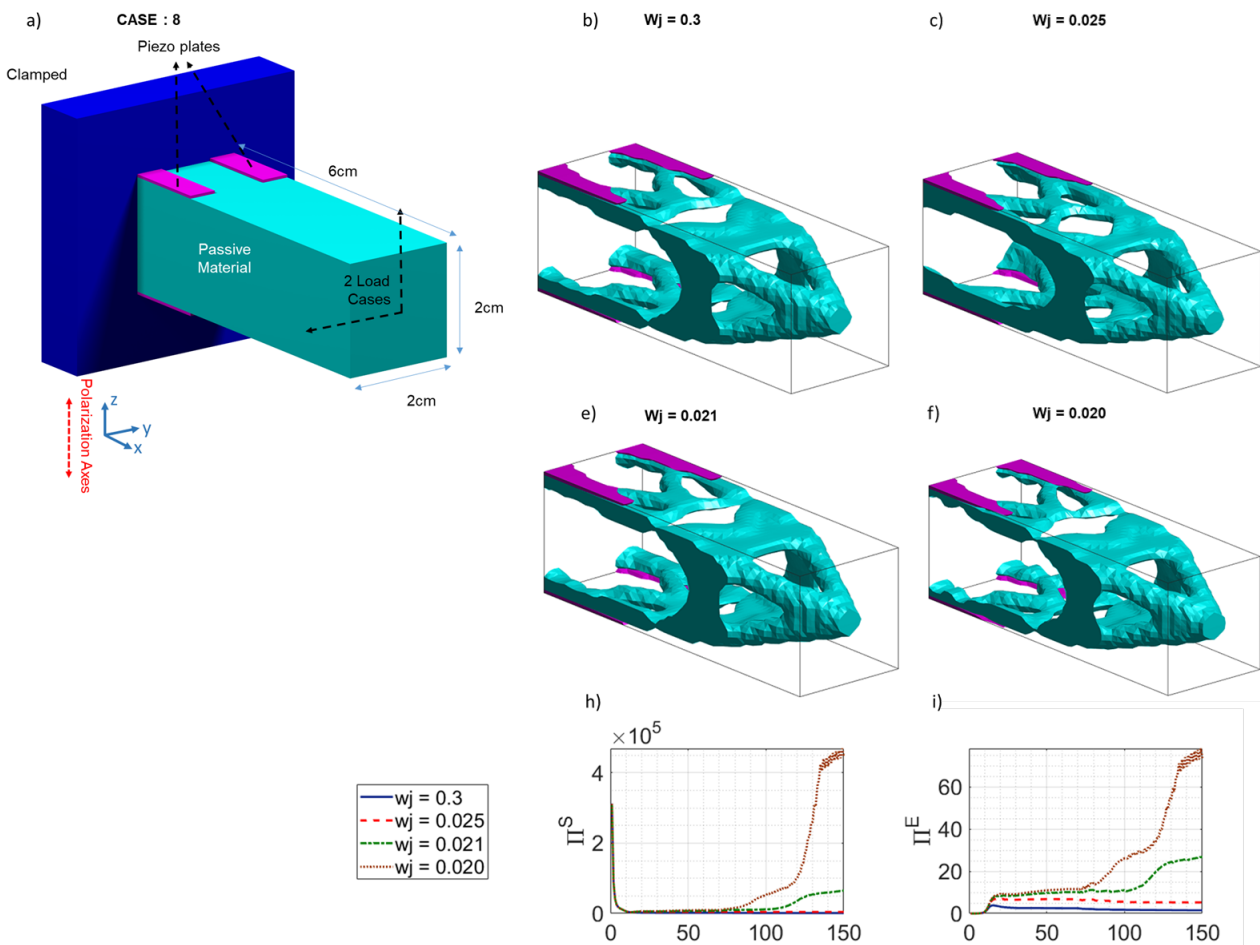 a)
CASE : 8
Piezo plates
Clamped
6cm
Passive
Material
2 Load
Cases
2cm
2cm
Polarization Axes
z
y
x
b)
Wj = 0.3
c)
Wj = 0.025
e)
Wj = 0.021
f)
Wj = 0.020
wj = 0.3
wj = 0.025
wj = 0.021
wj = 0.020
h)
×10⁵
Π^S
4
2
0
0
50
100
150
i)
Π^E
60
40
20
0
0
50
100
150